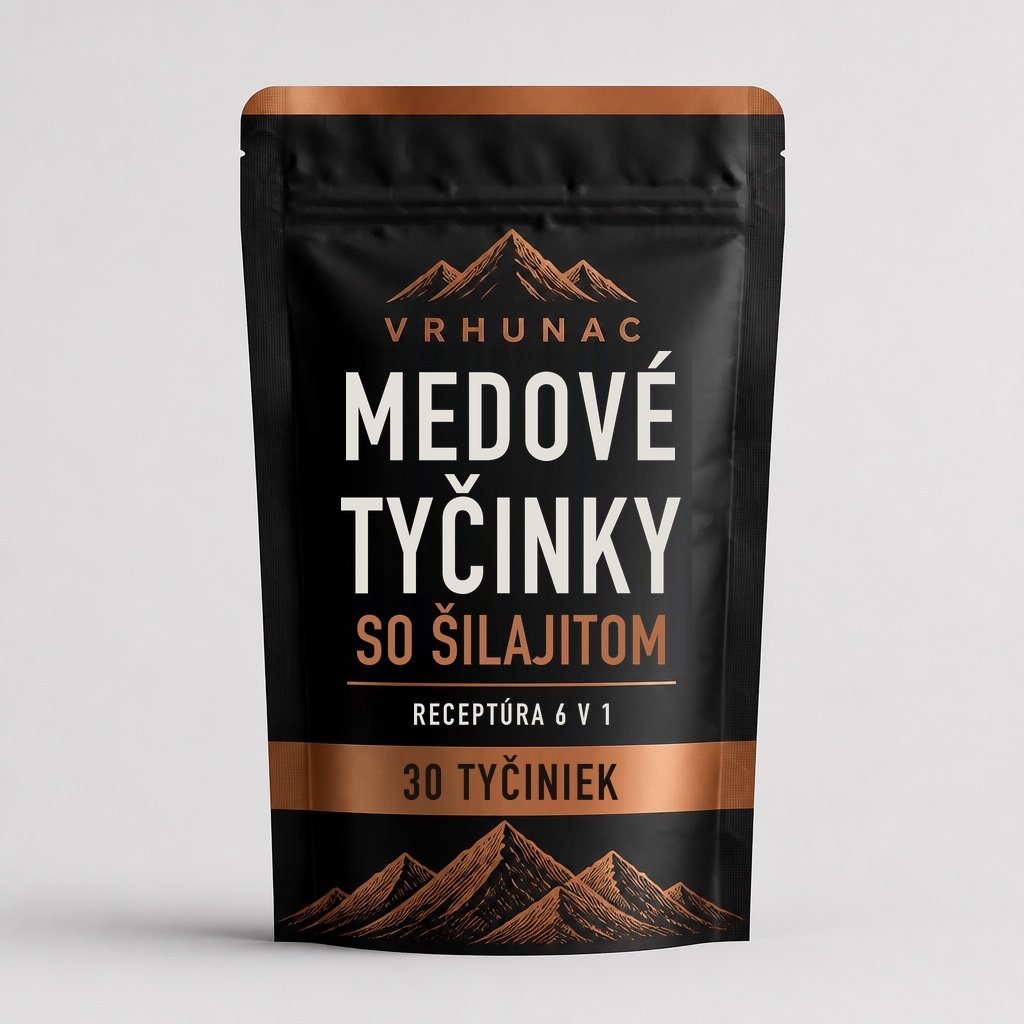 VRHUNAC
MEDOVÉ
TYČINKY
SO ŠILAJITOM
RECEPTÚRA 6 V 1
30 TYČINIEK